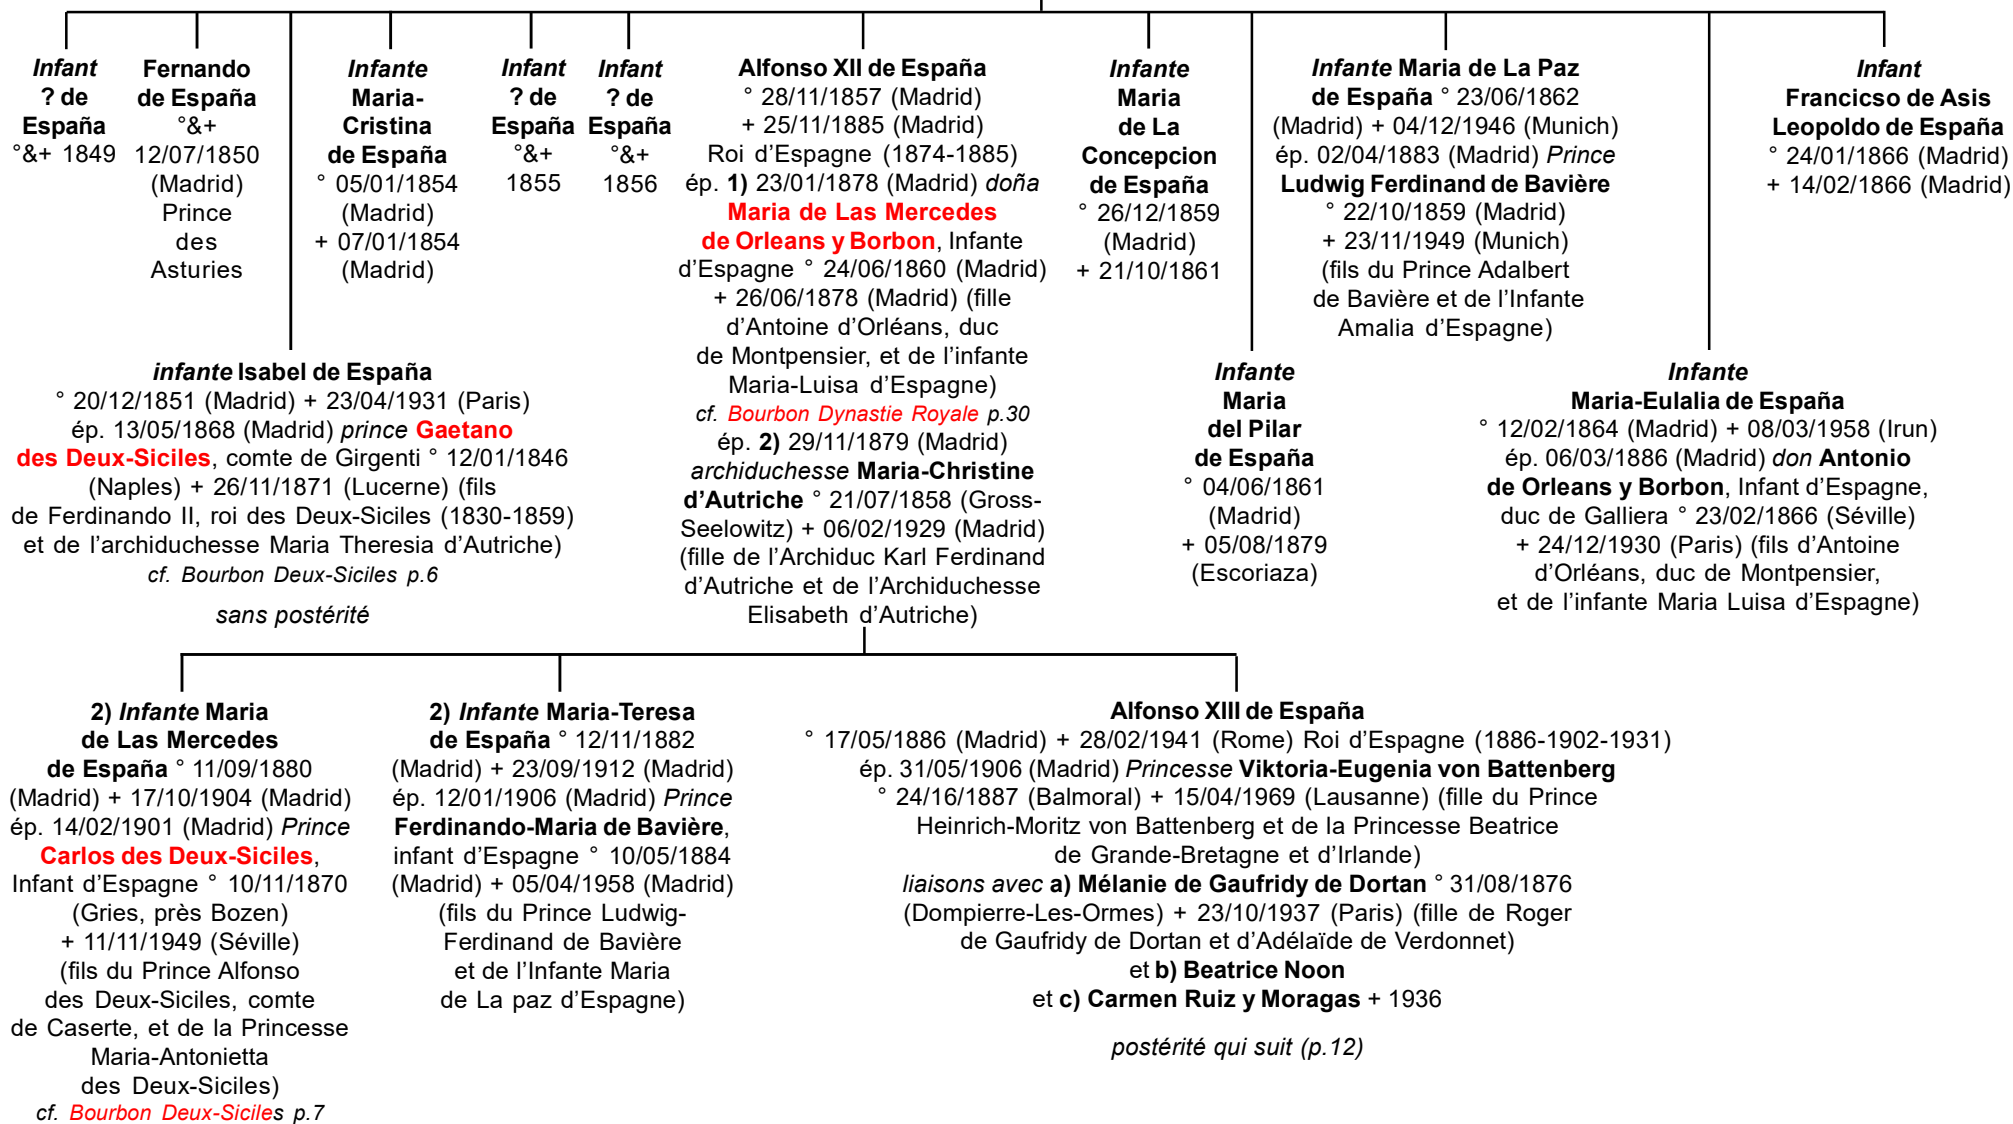 Infant
? de
España
°&+ 1849
Fernando
de España
°&+
12/07/1850
(Madrid)
Prince
des
Asturies
infante Isabel de España
° 20/12/1851 (Madrid) + 23/04/1931 (Paris)
ép. 13/05/1868 (Madrid) prince Gaetano
des Deux-Siciles, comte de Girgenti ° 12/01/1846
(Naples) + 26/11/1871 (Lucerne) (fils
de Ferdinando II, roi des Deux-Siciles (1830-1859)
et de l’archiduchesse Maria Theresia d’Autriche)
cf. Bourbon Deux-Siciles p.6
sans postérité
Infante
Maria-
Cristina
de España
° 05/01/1854
(Madrid)
+ 07/01/1854
(Madrid)
Infant
? de
España
°&+
1855
Infant
? de
España
°&+
1856
Alfonso XII de España
° 28/11/1857 (Madrid)
+ 25/11/1885 (Madrid)
Roi d’Espagne (1874-1885)
ép. 1) 23/01/1878 (Madrid) doña
Maria de Las Mercedes
de Orleans y Borbon, Infante
d’Espagne ° 24/06/1860 (Madrid)
+ 26/06/1878 (Madrid) (fille
d’Antoine d’Orléans, duc
de Montpensier, et de l’infante
Maria-Luisa d’Espagne)
cf. Bourbon Dynastie Royale p.30
ép. 2) 29/11/1879 (Madrid)
archiduchesse Maria-Christine
d’Autriche ° 21/07/1858 (Gross-
Seelowitz) + 06/02/1929 (Madrid)
(fille de l’Archiduc Karl Ferdinand
d’Autriche et de l’Archiduchesse
Elisabeth d’Autriche)
Infante
Maria
de La
Concepcion
de España
° 26/12/1859
(Madrid)
+ 21/10/1861
Infante
Maria
del Pilar
de España
° 04/06/1861
(Madrid)
+ 05/08/1879
(Escoriaza)
Infante Maria de La Paz
de España ° 23/06/1862
(Madrid) + 04/12/1946 (Munich)
ép. 02/04/1883 (Madrid) Prince
Ludwig Ferdinand de Bavière
° 22/10/1859 (Madrid)
+ 23/11/1949 (Munich)
(fils du Prince Adalbert
de Bavière et de l’Infante
Amalia d’Espagne)
Infante
Maria-Eulalia de España
° 12/02/1864 (Madrid) + 08/03/1958 (Irun)
ép. 06/03/1886 (Madrid) don Antonio
de Orleans y Borbon, Infant d’Espagne,
duc de Galliera ° 23/02/1866 (Séville)
+ 24/12/1930 (Paris) (fils d’Antoine
d’Orléans, duc de Montpensier,
et de l’infante Maria Luisa d’Espagne)
Infant
Francicso de Asis
Leopoldo de España
° 24/01/1866 (Madrid)
+ 14/02/1866 (Madrid)
2) Infante Maria
de Las Mercedes
de España ° 11/09/1880
(Madrid) + 17/10/1904 (Madrid)
ép. 14/02/1901 (Madrid) Prince
Carlos des Deux-Siciles,
Infant d’Espagne ° 10/11/1870
(Gries, près Bozen)
+ 11/11/1949 (Séville)
(fils du Prince Alfonso
des Deux-Siciles, comte
de Caserte, et de la Princesse
Maria-Antonietta
des Deux-Siciles)
cf. Bourbon Deux-Siciles p.7
2) Infante Maria-Teresa
de España ° 12/11/1882
(Madrid) + 23/09/1912 (Madrid)
ép. 12/01/1906 (Madrid) Prince
Ferdinando-Maria de Bavière,
infant d’Espagne ° 10/05/1884
(Madrid) + 05/04/1958 (Madrid)
(fils du Prince Ludwig-
Ferdinand de Bavière
et de l’Infante Maria
de La paz d’Espagne)
Alfonso XIII de España
° 17/05/1886 (Madrid) + 28/02/1941 (Rome) Roi d’Espagne (1886-1902-1931)
ép. 31/05/1906 (Madrid) Princesse Viktoria-Eugenia von Battenberg
° 24/16/1887 (Balmoral) + 15/04/1969 (Lausanne) (fille du Prince
Heinrich-Moritz von Battenberg et de la Princesse Beatrice
de Grande-Bretagne et d’Irlande)
liaisons avec a) Mélanie de Gaufridy de Dortan ° 31/08/1876
(Dompierre-Les-Ormes) + 23/10/1937 (Paris) (fille de Roger
de Gaufridy de Dortan et d’Adélaïde de Verdonnet)
et b) Beatrice Noon
et c) Carmen Ruiz y Moragas + 1936
postérité qui suit (p.12)